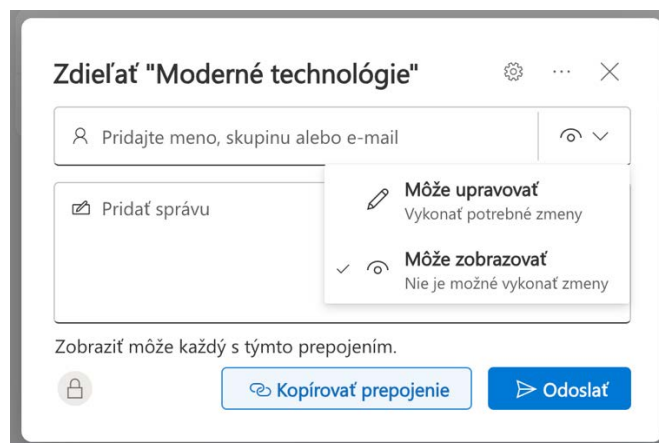 Zdieľať "Moderné technológie"
Pridajte meno, skupinu alebo e-mail
Môže upravovať
Vykonať potrebné zmeny
Pridať správu
Môže zobrazovať
Nie je možné vykonať zmeny
Zobraziť môže každý s týmto prepojením.
Kopírovať prepojenie
Odoslať